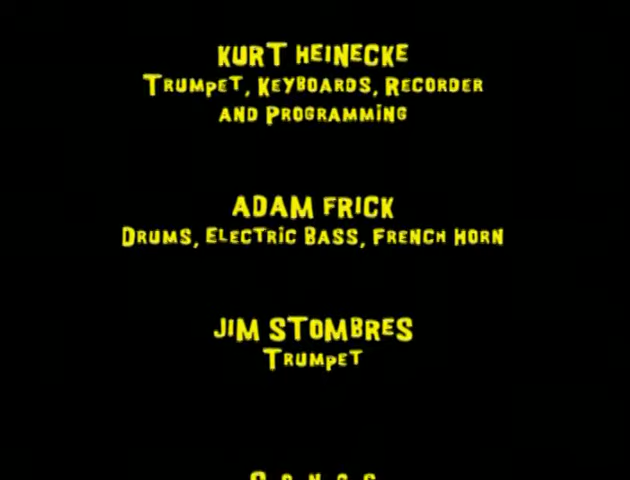 KURT HEINECKE
TRUMPET, KEYBOARDS, RECORDER
AND PROGRAMMING
ADAM FRICK
DRUMS, ELECTRIC BASS, FRENCH HORN
JIM STOMBRES
TRUMPET